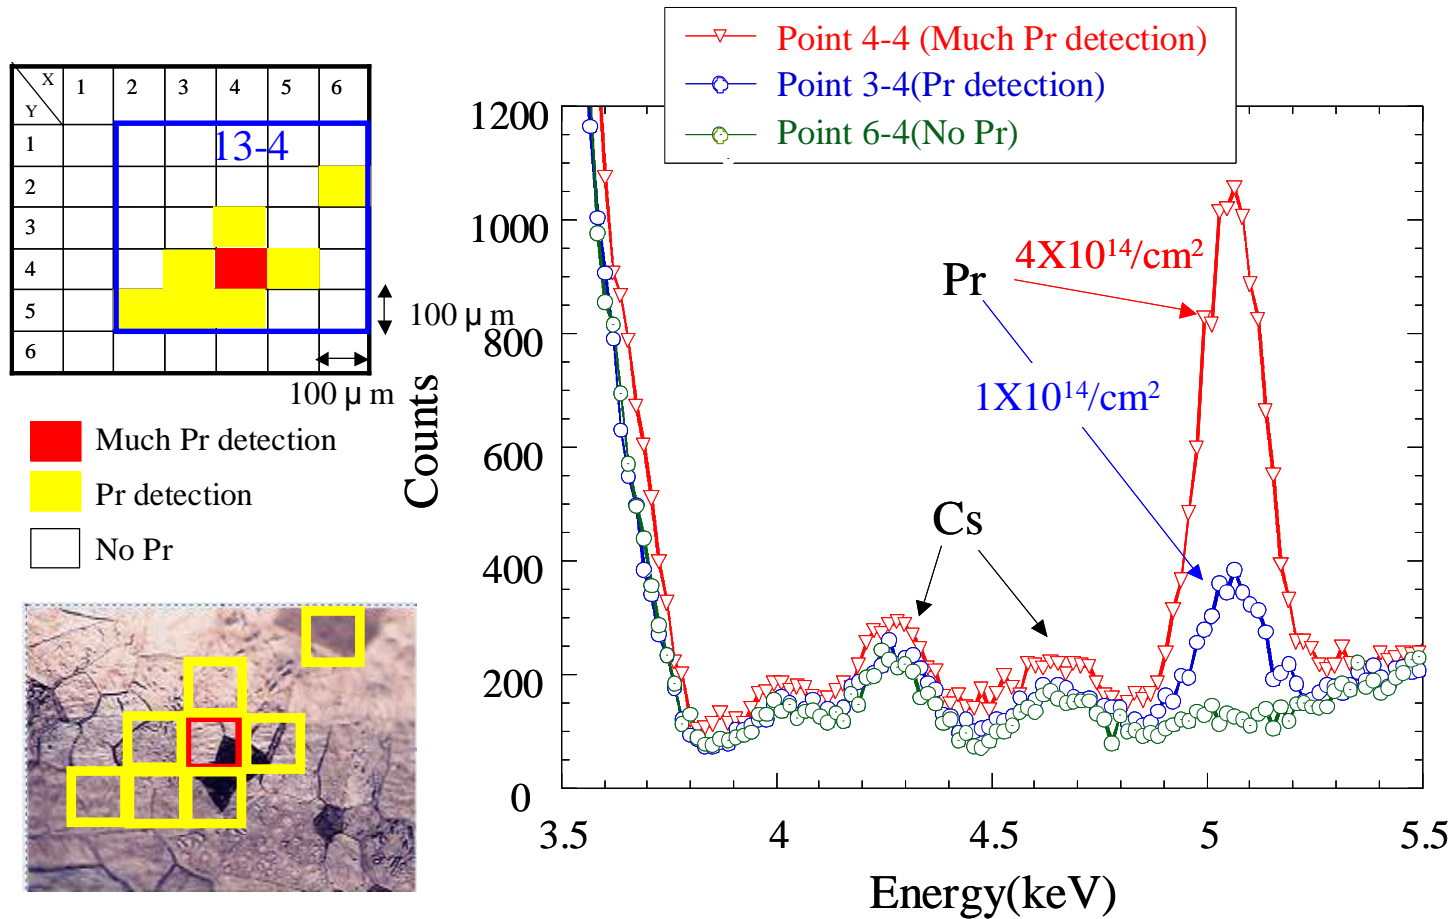 Point 4-4 (Much Pr detection)
Point 3-4(Pr detection)
Point 6-4(No Pr)
X
Y
1 2 3 4 5 6
1
2
3
4
5
6
13-4
100 μ m
100 μ m
Much Pr detection
Pr detection
No Pr
1200
1000
800
600
400
200
0
Counts
Pr
4X10¹⁴/cm²
1X10¹⁴/cm²
Cs
3.5 4 4.5 5 5.5
Energy(keV)